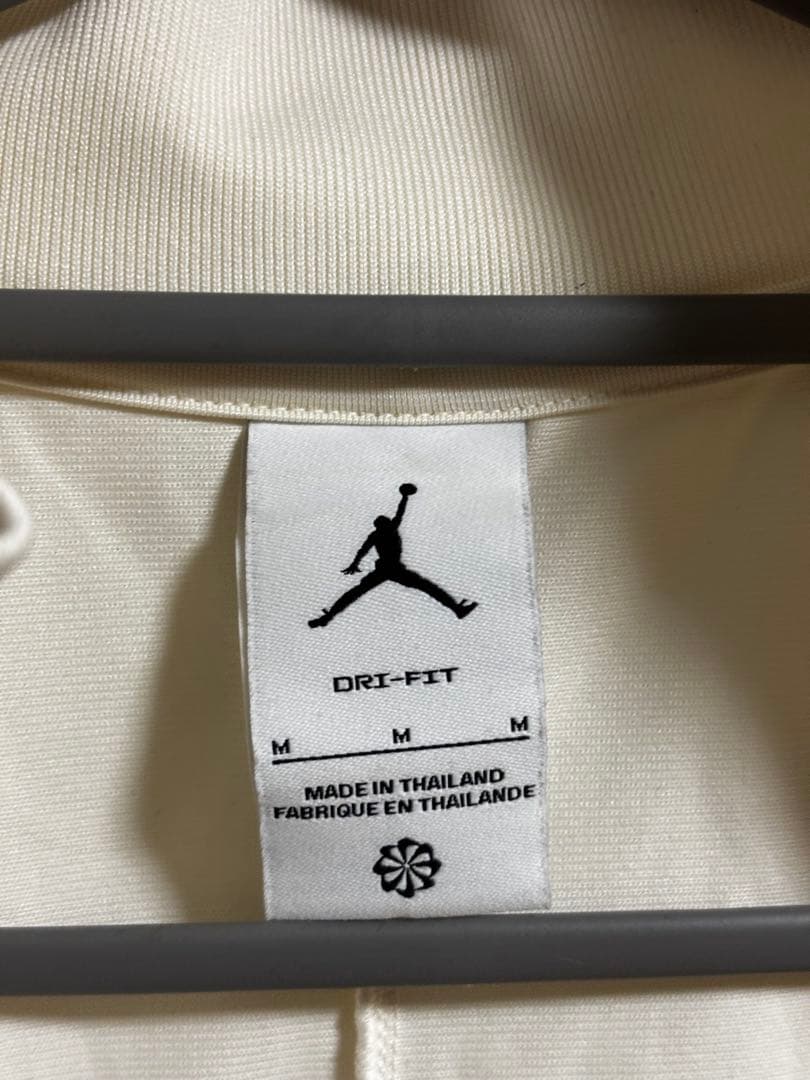 DRI-FIT
M M M
MADE IN THAILAND
FABRIQUE EN THAILANDE